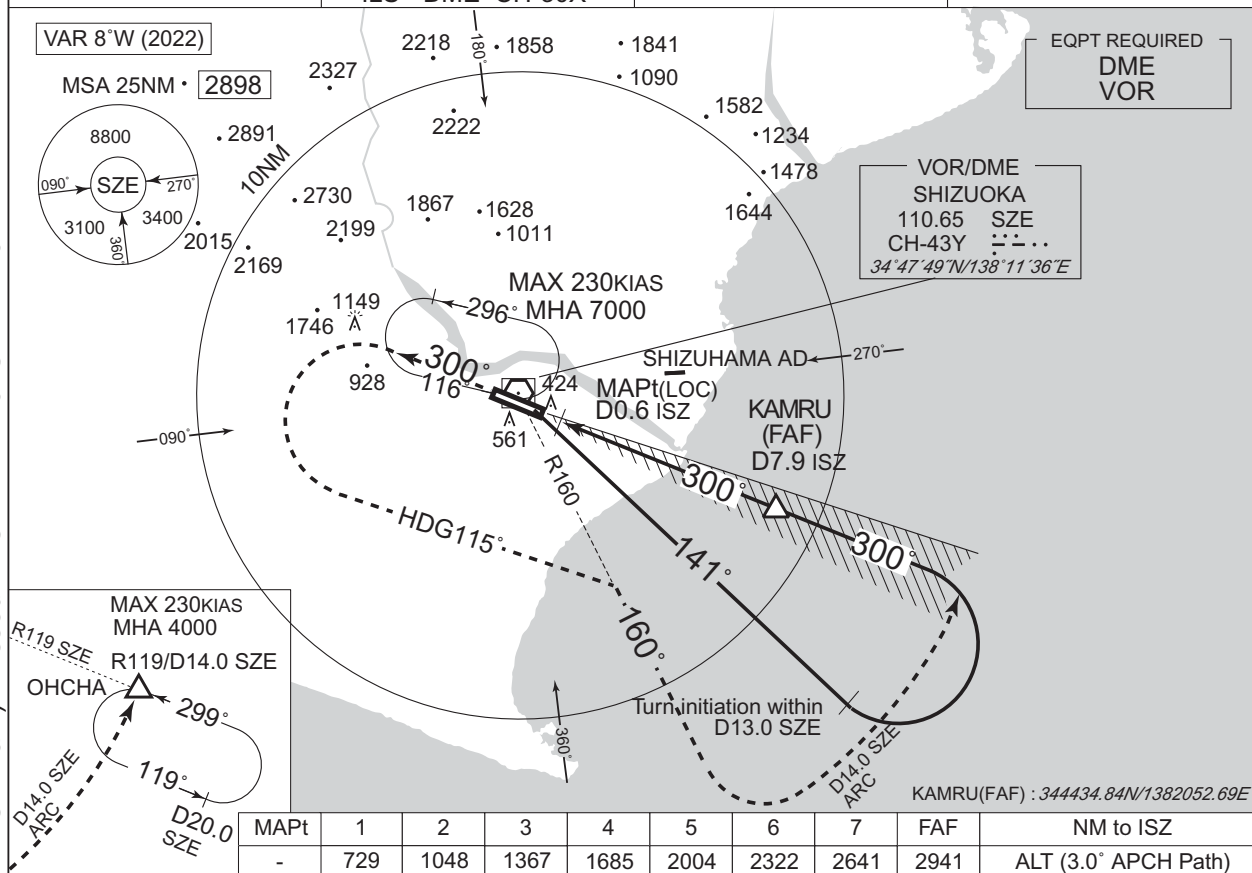 VAR 8°W (2022)
MSA 25NM
2898
8800
SZE
090°
270°
3100
3400
360°
2327
2218
180°
1858
1841
1090
2891
10NM
2222
1582
1234
1478
1644
2730
1867
1628
1011
2199
2015
2169
EQPT REQUIRED
DME
VOR
VOR/DME
SHIZUOKA
110.65 SZE
CH-43Y
34°47´49˝N/138°11´36˝E
1149
1746
928
MAX 230KIAS
MHA 7000
296°
300°
116°
424
561
SHIZUHAMA AD
270°
MAPt(LOC)
D0.6 ISZ
KAMRU
(FAF)
D7.9 ISZ
090°
R160
300°
300°
HDG115°
141°
160°
Turn initiation within
D13.0 SZE
360°
D14.0 SZE
ARC
MAX 230KIAS
MHA 4000
R119 SZE
R119/D14.0 SZE
OHCHA
299°
119°
D14.0 SZE
ARC
D20.0
SZE
KAMRU(FAF) : 344434.84N/1382052.69E
MAPt 1 2 3 4 5 6 7 FAF NM to ISZ
- 729 1048 1367 1685 2004 2322 2641 2941 ALT (3.0° APCH Path)